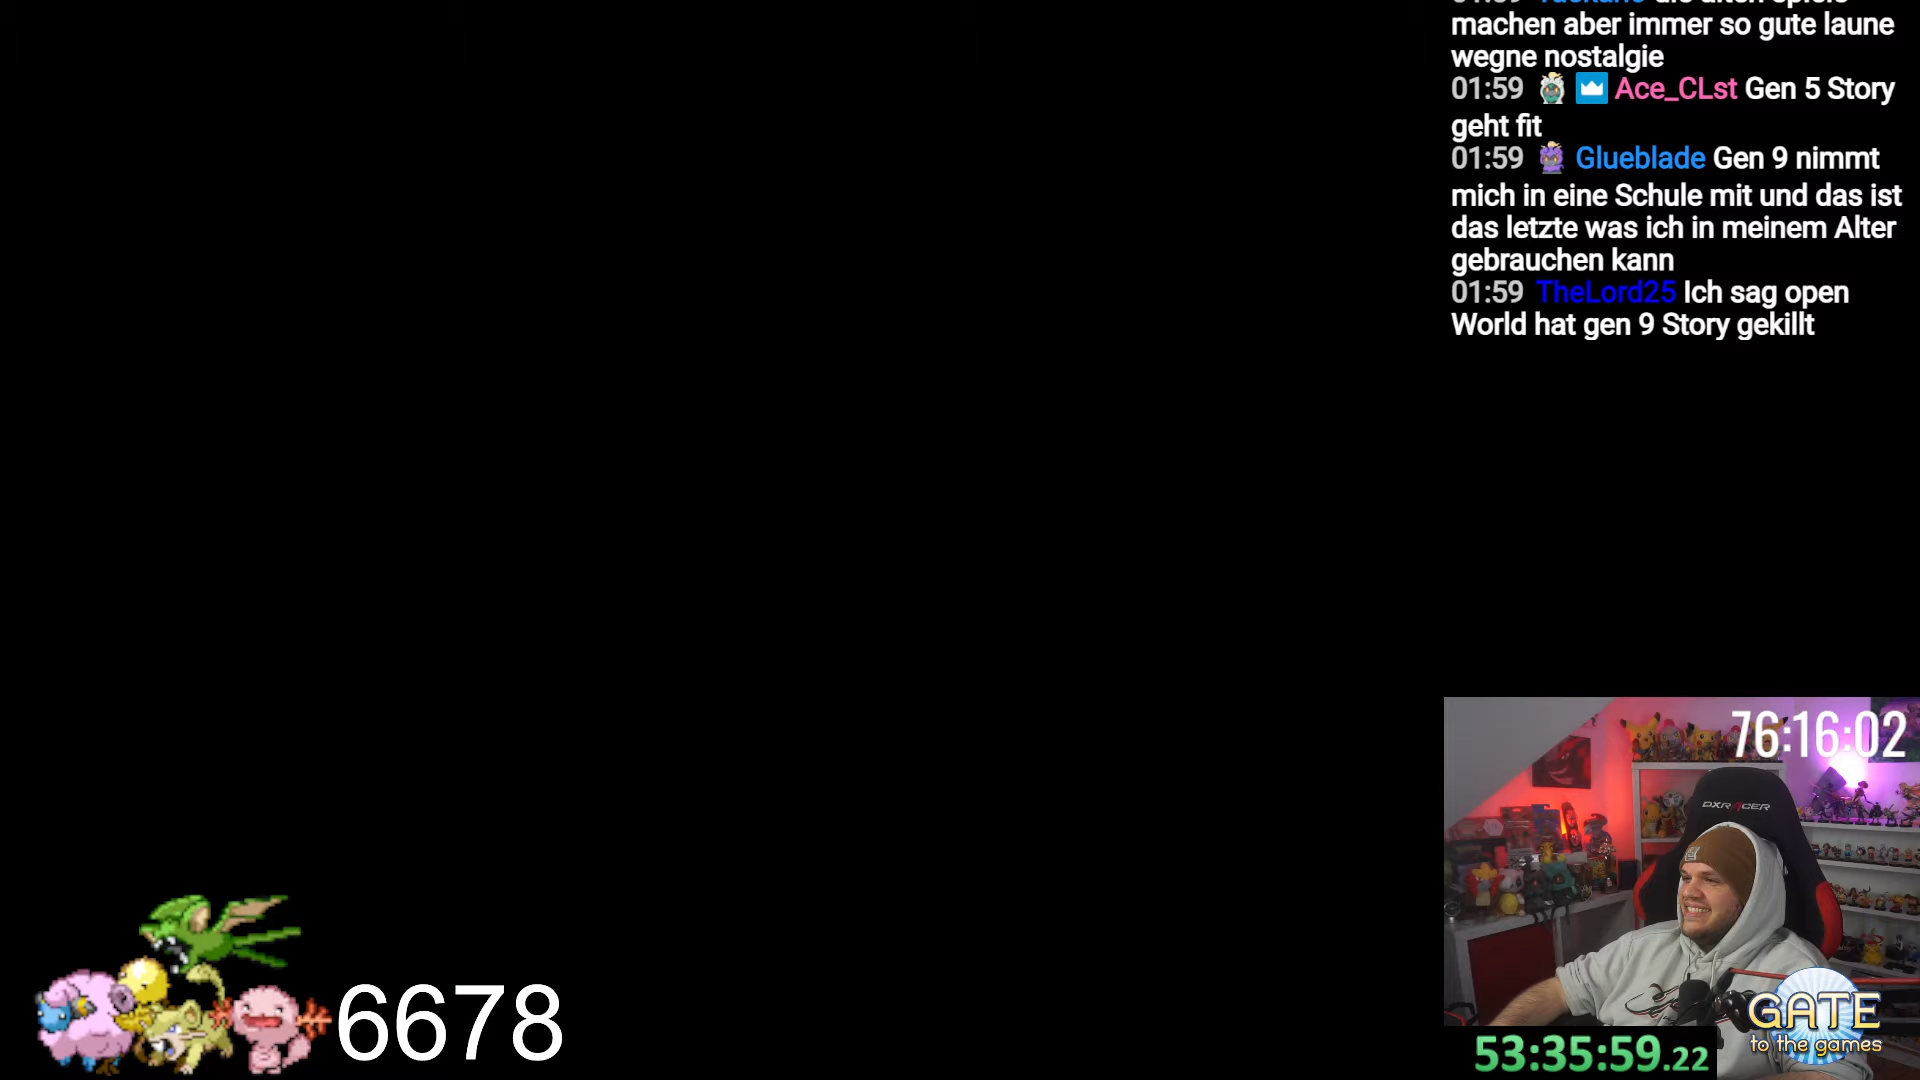 machen aber immer so gute laune
wegne nostalgie
01:59 Ace_CLst Gen 5 Story
geht fit
01:59 Glueblade Gen 9 nimmt
mich in eine Schule mit und das ist
das letzte was ich in meinem Alter
gebrauchen kann
01:59 TheLord25 Ich sag open
World hat gen 9 Story gekillt
76:16:02
DXRACER
GATE
to the games
6678
53:35:59.22